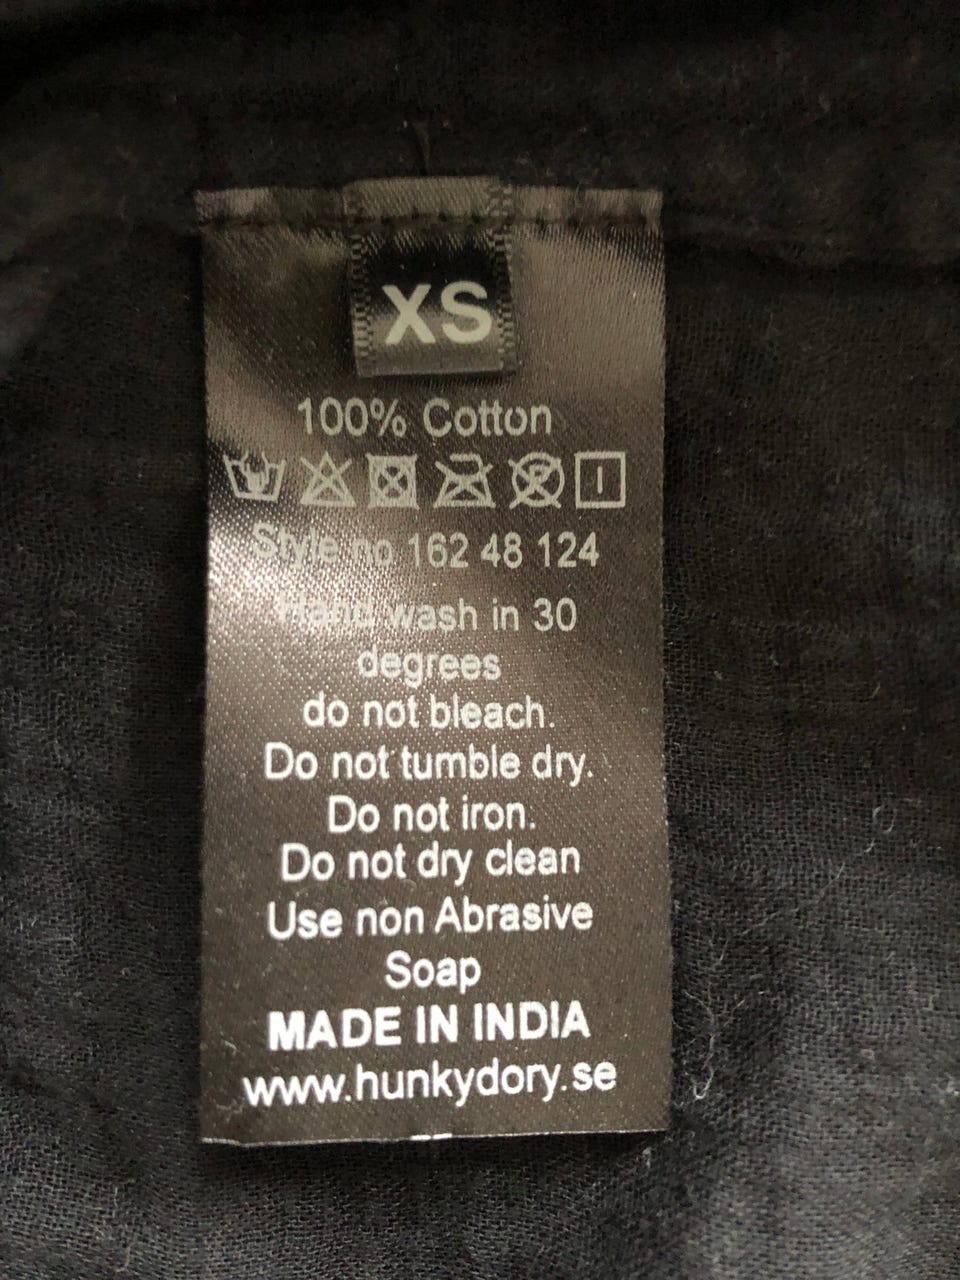 XS
100% Cotton
Style no 162 48 124
Hand wash in 30
degrees
do not bleach.
Do not tumble dry.
Do not iron.
Do not dry clean
Use non Abrasive
Soap
MADE IN INDIA
www.hunkydory.se